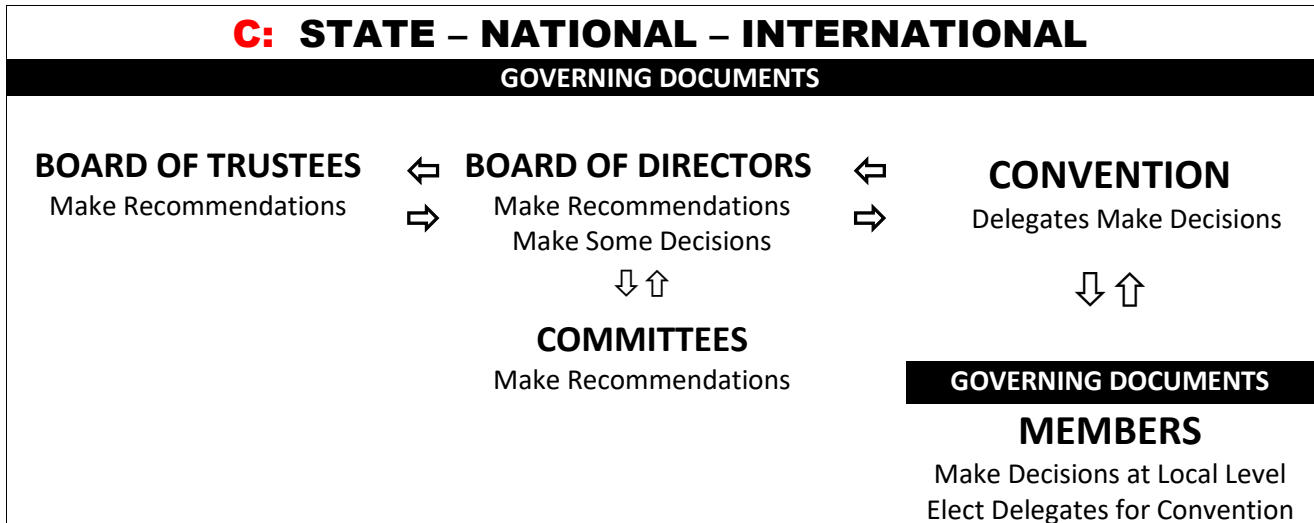 C: STATE – NATIONAL – INTERNATIONAL
GOVERNING DOCUMENTS
BOARD OF TRUSTEES
Make Recommendations
BOARD OF DIRECTORS
Make Recommendations
Make Some Decisions
COMMITTEES
Make Recommendations
CONVENTION
Delegates Make Decisions
GOVERNING DOCUMENTS
MEMBERS
Make Decisions at Local Level
Elect Delegates for Convention